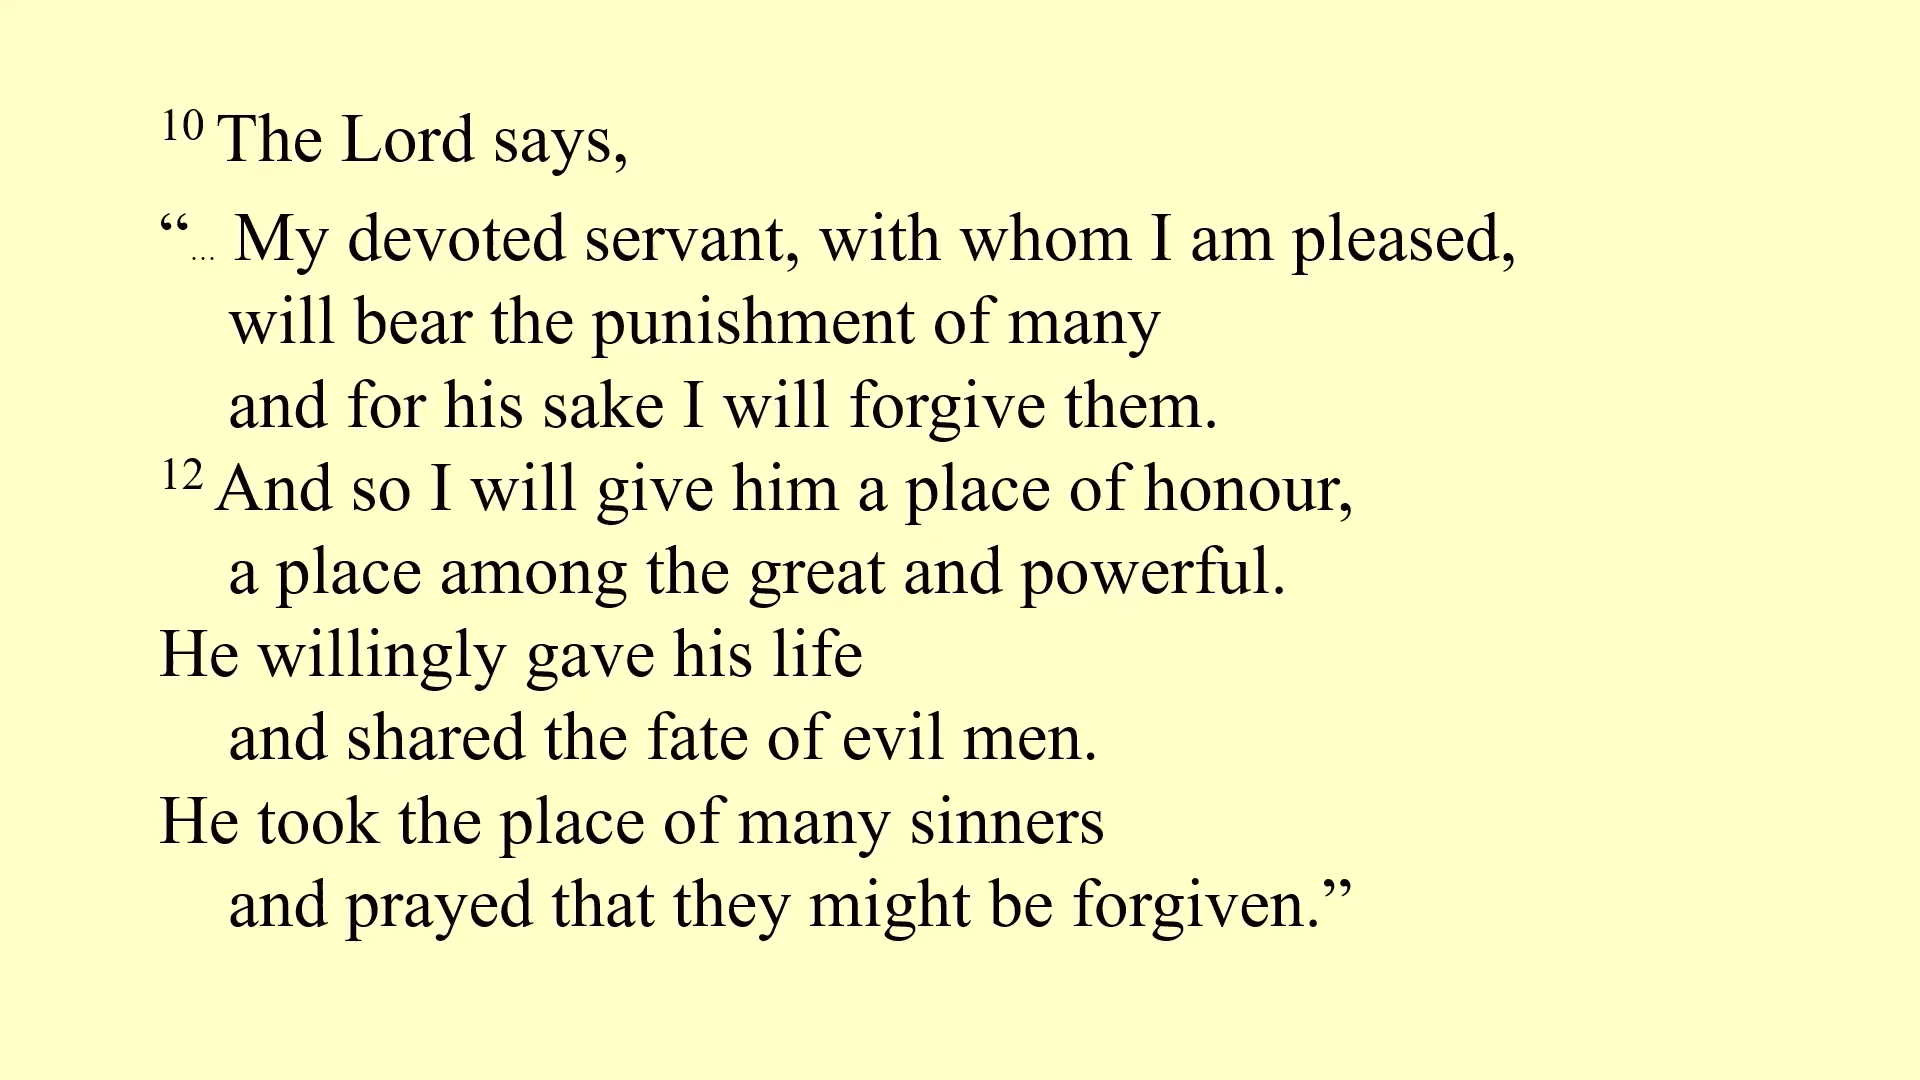 10 The Lord says,
“... My devoted servant, with whom I am pleased,
will bear the punishment of many
and for his sake I will forgive them.
12 And so I will give him a place of honour,
a place among the great and powerful.
He willingly gave his life
and shared the fate of evil men.
He took the place of many sinners
and prayed that they might be forgiven.”